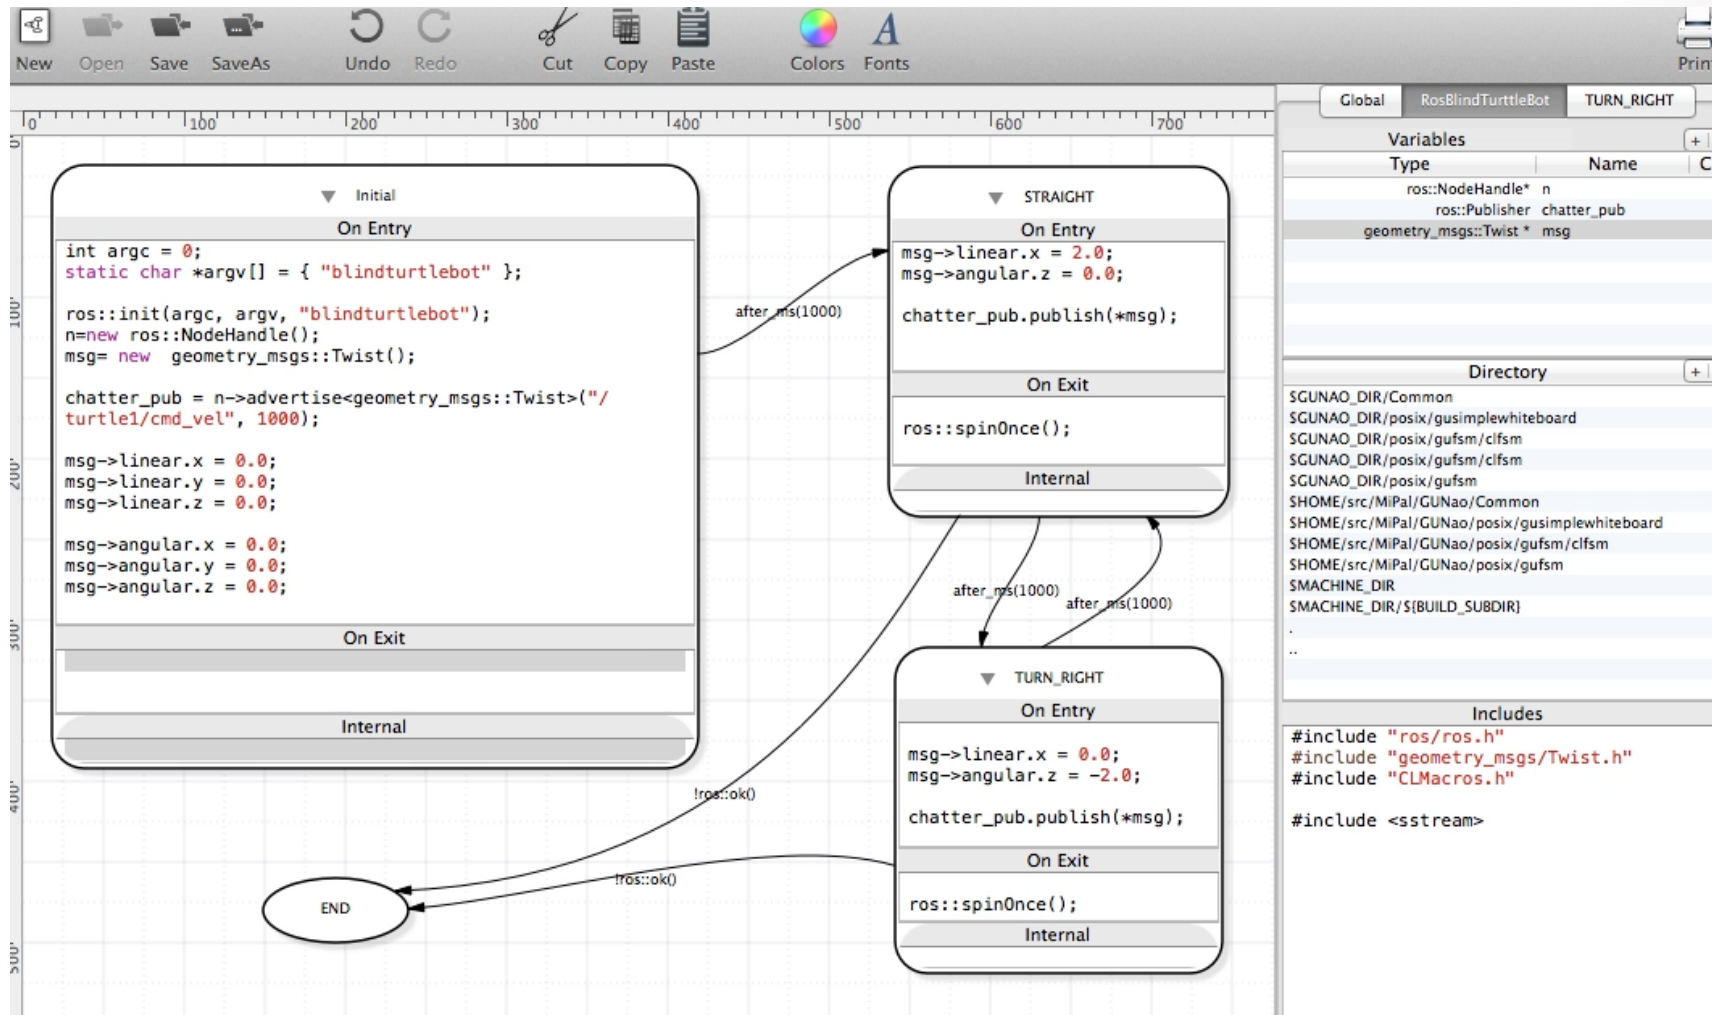 New Open Save SaveAs Undo Redo Cut Copy Paste Colors Fonts Print
0 100 200 300 400 500 600 700
0
100
200
300
400
500
Initial
On Entry
int argc = 0;
static char *argv[] = { "blindturtlebot" };
ros::init(argc, argv, "blindturtlebot");
n=new ros::NodeHandle();
msg= new  geometry_msgs::Twist();
chatter_pub = n->advertise<geometry_msgs::Twist>("/
turtle1/cmd_vel", 1000);
msg->linear.x = 0.0;
msg->linear.y = 0.0;
msg->linear.z = 0.0;
msg->angular.x = 0.0;
msg->angular.y = 0.0;
msg->angular.z = 0.0;
On Exit
Internal
after_ms(1000)
STRAIGHT
On Entry
msg->linear.x = 2.0;
msg->angular.z = 0.0;
chatter_pub.publish(*msg);
On Exit
ros::spinOnce();
Internal
after_ms(1000)
after_ms(1000)
TURN_RIGHT
On Entry
msg->linear.x = 0.0;
msg->angular.z = -2.0;
chatter_pub.publish(*msg);
On Exit
ros::spinOnce();
Internal
!ros::ok()
!ros::ok()
END
Global RosBlindTurttleBot TURN_RIGHT
Variables +
Type Name C
ros::NodeHandle* n
ros::Publisher chatter_pub
geometry_msgs::Twist * msg
Directory +
$GUNAO_DIR/Common
$GUNAO_DIR/posix/gusimplewhiteboard
$GUNAO_DIR/posix/gufsm/clfsm
$GUNAO_DIR/posix/gufsm/clfsm
$GUNAO_DIR/posix/gufsm
$HOME/src/MiPal/GUNao/Common
$HOME/src/MiPal/GUNao/posix/gusimplewhiteboard
$HOME/src/MiPal/GUNao/posix/gufsm/clfsm
$HOME/src/MiPal/GUNao/posix/gufsm
$MACHINE_DIR
$MACHINE_DIR/${BUILD_SUBDIR}
.
..
Includes
#include "ros/ros.h"
#include "geometry_msgs/Twist.h"
#include "CLMacros.h"
#include <sstream>